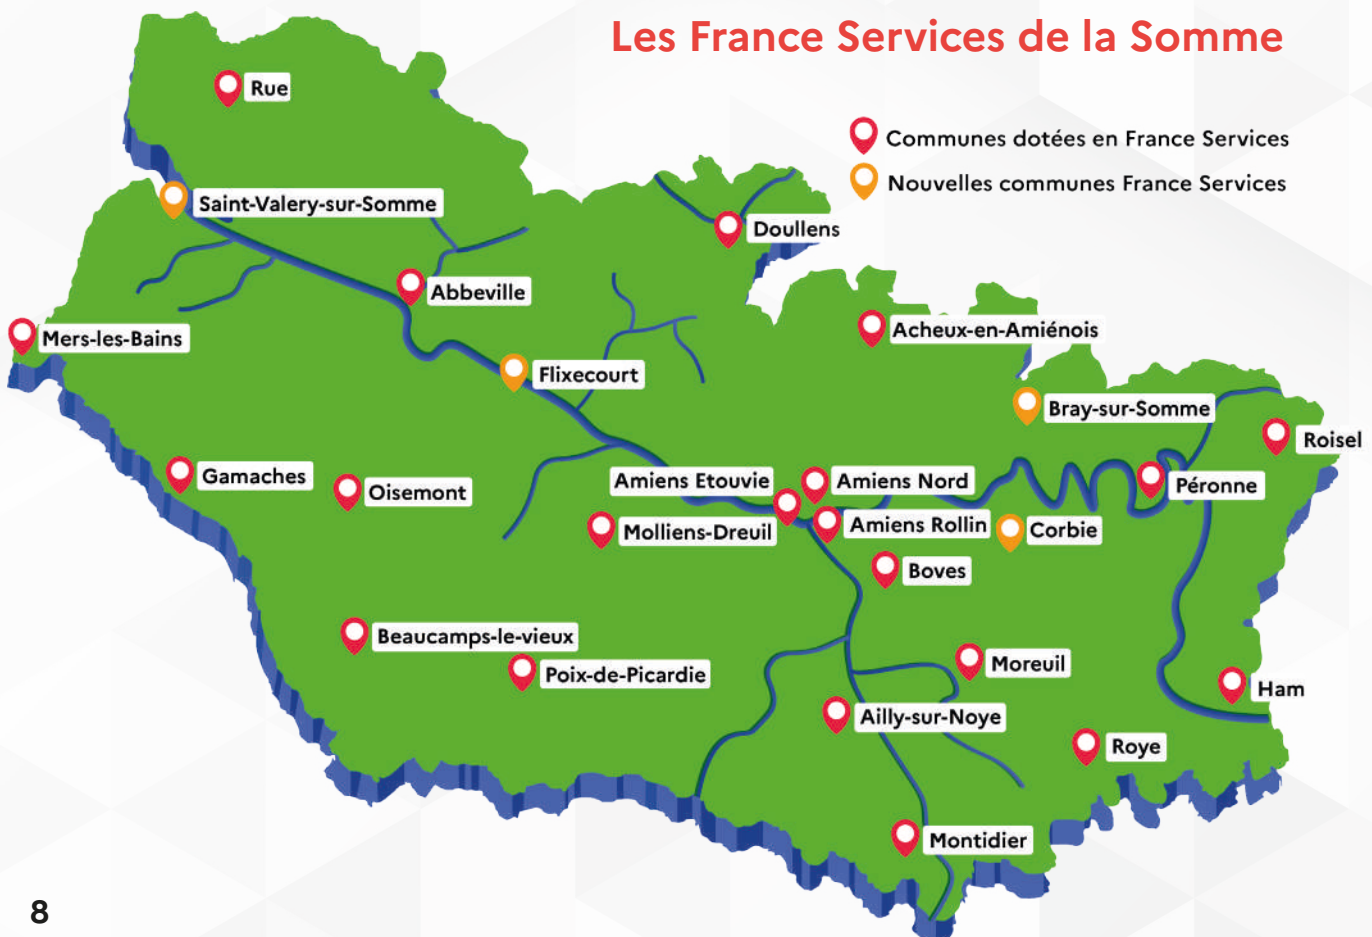 Les France Services de la Somme
Communes dotées en France Services
Nouvelles communes France Services
Rue
Saint-Valery-sur-Somme
Doullens
Abbeville
Acheux-en-Amiénois
Mers-les-Bains
Flixecourt
Bray-sur-Somme
Roisel
Gamaches
Oisemont
Amiens Etouvie
Amiens Nord
Péronne
Molliens-Dreuil
Amiens Rollin
Corbie
Boves
Beaucamps-le-vieux
Poix-de-Picardie
Moreuil
Ham
Ailly-sur-Noye
Roye
Montidier
8